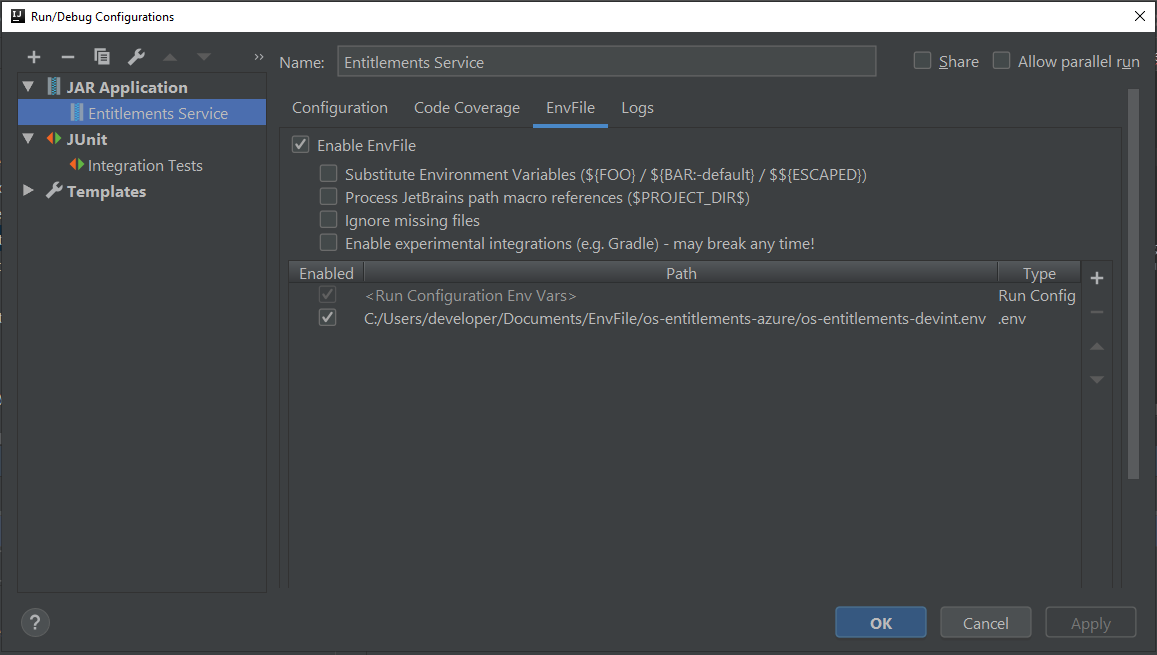 Run/Debug Configurations
Name: Entitlements Service
Share
Allow parallel run
JAR Application
Entitlements Service
JUnit
Integration Tests
Templates
Configuration Code Coverage EnvFile Logs
Enable EnvFile
Substitute Environment Variables (${FOO} / ${BAR:-default} / $${ESCAPED})
Process JetBrains path macro references ($PROJECT_DIR$)
Ignore missing files
Enable experimental integrations (e.g. Gradle) - may break any time!
Enabled Path Type
<Run Configuration Env Vars> Run Config
C:/Users/developer/Documents/EnvFile/os-entitlements-azure/os-entitlements-devint.env .env
? OK Cancel Apply